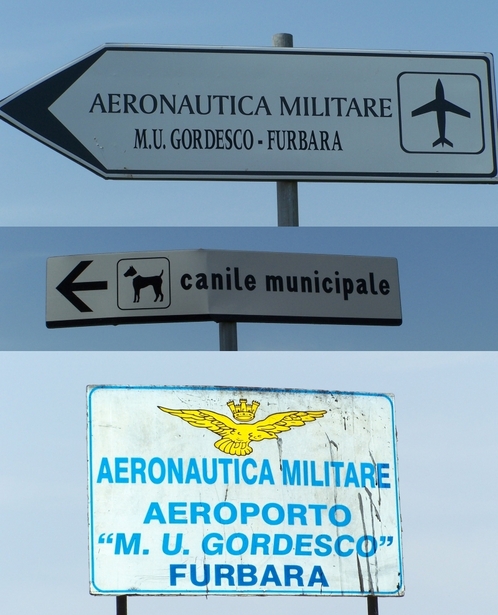 AERONAUTICA MILITARE
M.U. GORDESCO - FURBARA
canile municipale
AERONAUTICA MILITARE
AEROPORTO
“M. U. GORDESCO”
FURBARA